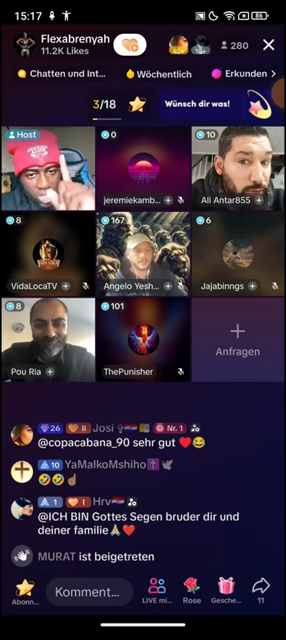 15:17
86
Flexabrenyah
11.2K Likes
280
Chatten und Int...
Wöchentlich
Erkunden >
3/18
Wünsch dir was!
Host
0
10
jeremiekamb...
Ali Antar855
8
167
6
VidaLocaTV
Angelo Yesh...
Jajabinngs
8
101
Pou Ria
ThePunisher
Anfragen
26 II Josi Nr. 1
@copacabana_90 sehr gut ❤️😂
10 YaMalkoMshiho✝️🕊
🤣🤣☝🏽
1 I Hrv🇭🇷
@ICH BIN Gottes Segen bruder dir und
deiner familie🙏🏼❤️
MURAT ist beigetreten
Komment...
Abonn...
LIVE mi...
Rose
Gesche...
11